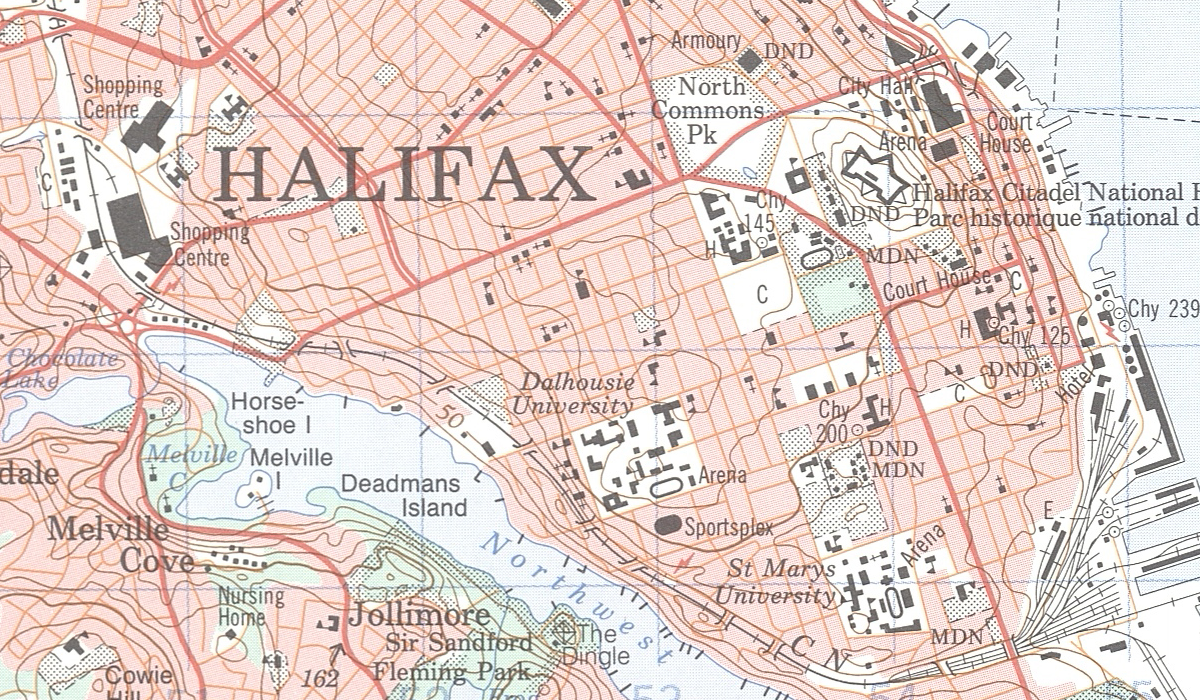 Armoury
DND
Shopping
Centre
North
Commons
Pk
City Hall
Court
House
Arena
HALIFAX
C
Halifax Citadel National H
Parc historique national d
DND
Chy
145
H
Shopping
Centre
MDN
Court House
C
C
Chy 239
H
Chy 125
Chocolate
Lake
Dalhousie
University
DND
Hotel
C
Horse-
shoe I
50
Chy
200
H
DND
MDN
Melville
C
Melville
I
dale
Deadmans
Island
Arena
Sportsplex
E
Melville
Cove
Northwest
Arena
St Marys
University
Nursing
Home
Jollimore
Sir Sandford
Fleming Park
The
Dingle
MDN
C N
162
Cowie
Hill
51
53
54